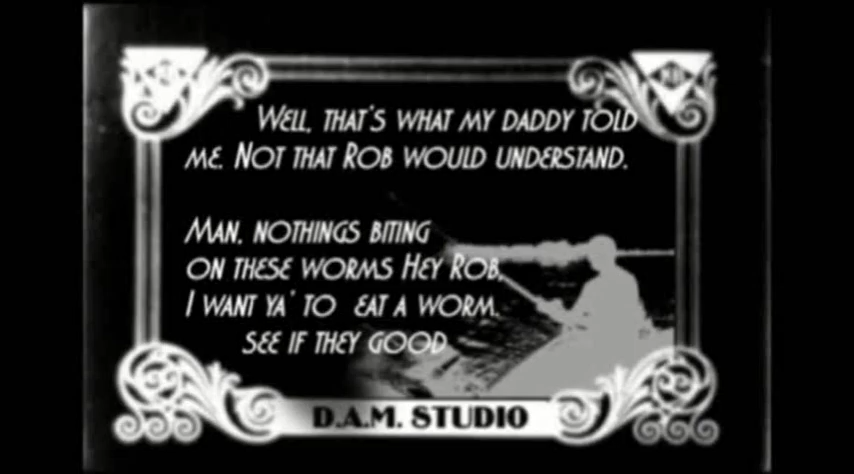 Well, that's what my daddy told
me. Not that Rob would understand.
Man, nothings biting
on these worms Hey Rob,
I want ya' to eat a worm.
see if they good
D.A.M. STUDIO